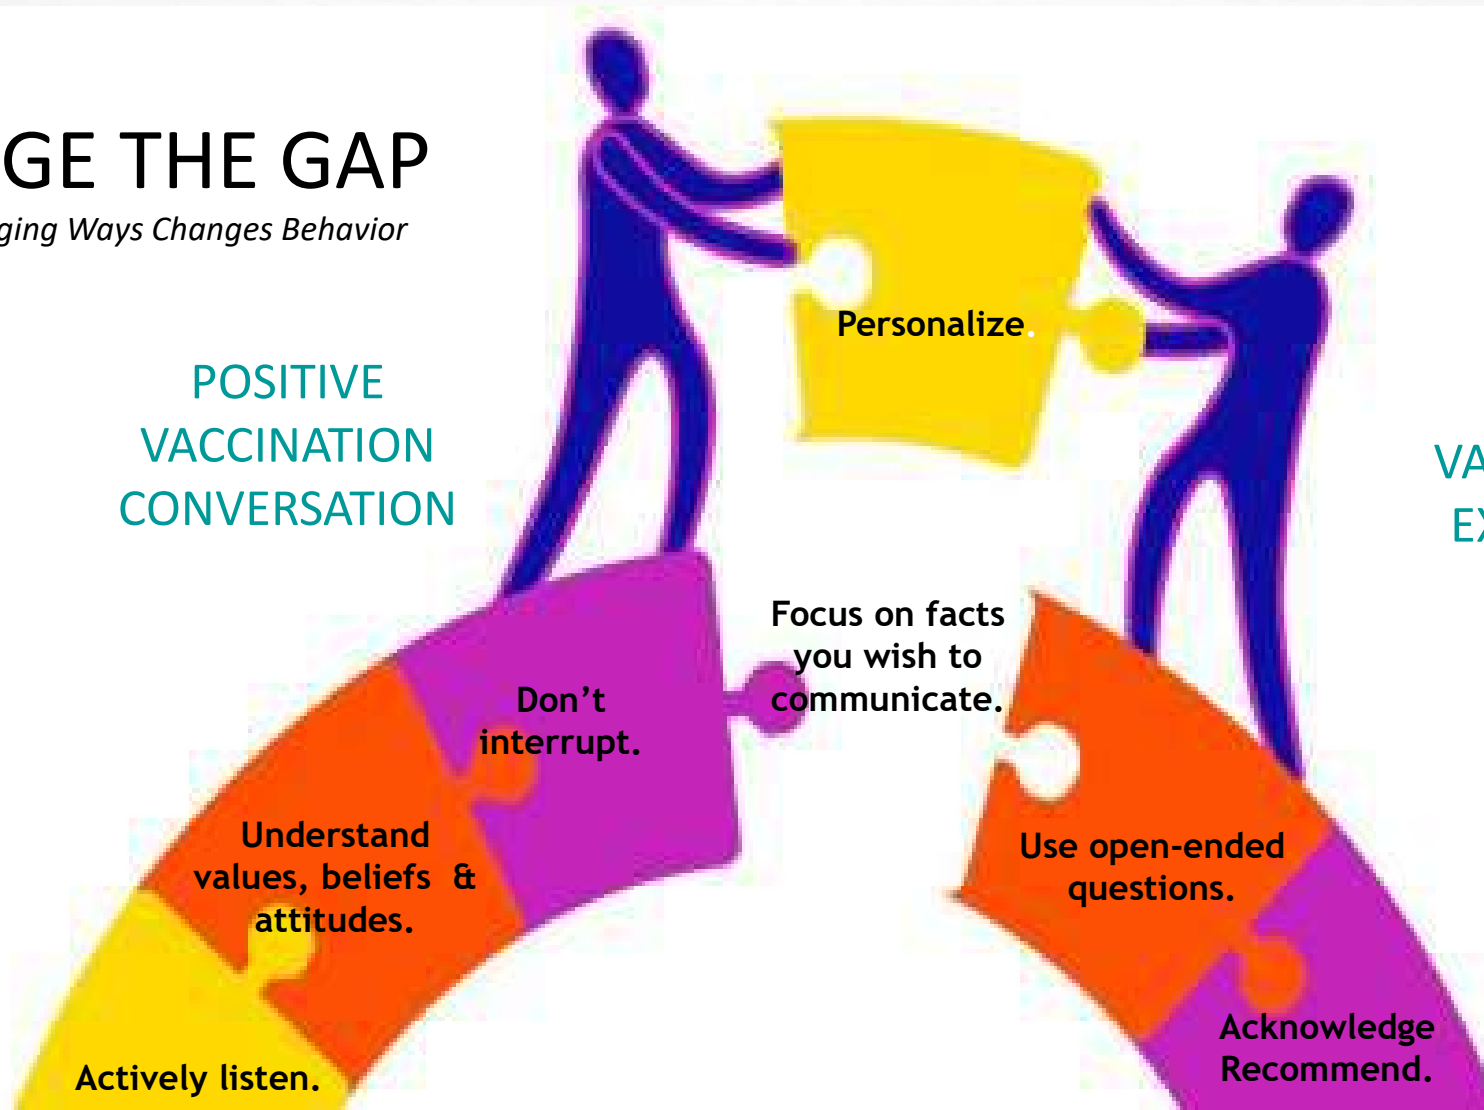 GE THE GAP
ging Ways Changes Behavior
POSITIVE
VACCINATION
CONVERSATION
VA
EX
Personalize.
Focus on facts
you wish to
communicate.
Don’t
interrupt.
Understand
values, beliefs & 
attitudes.
Use open-ended
questions.
Actively listen.
Acknowledge
Recommend.